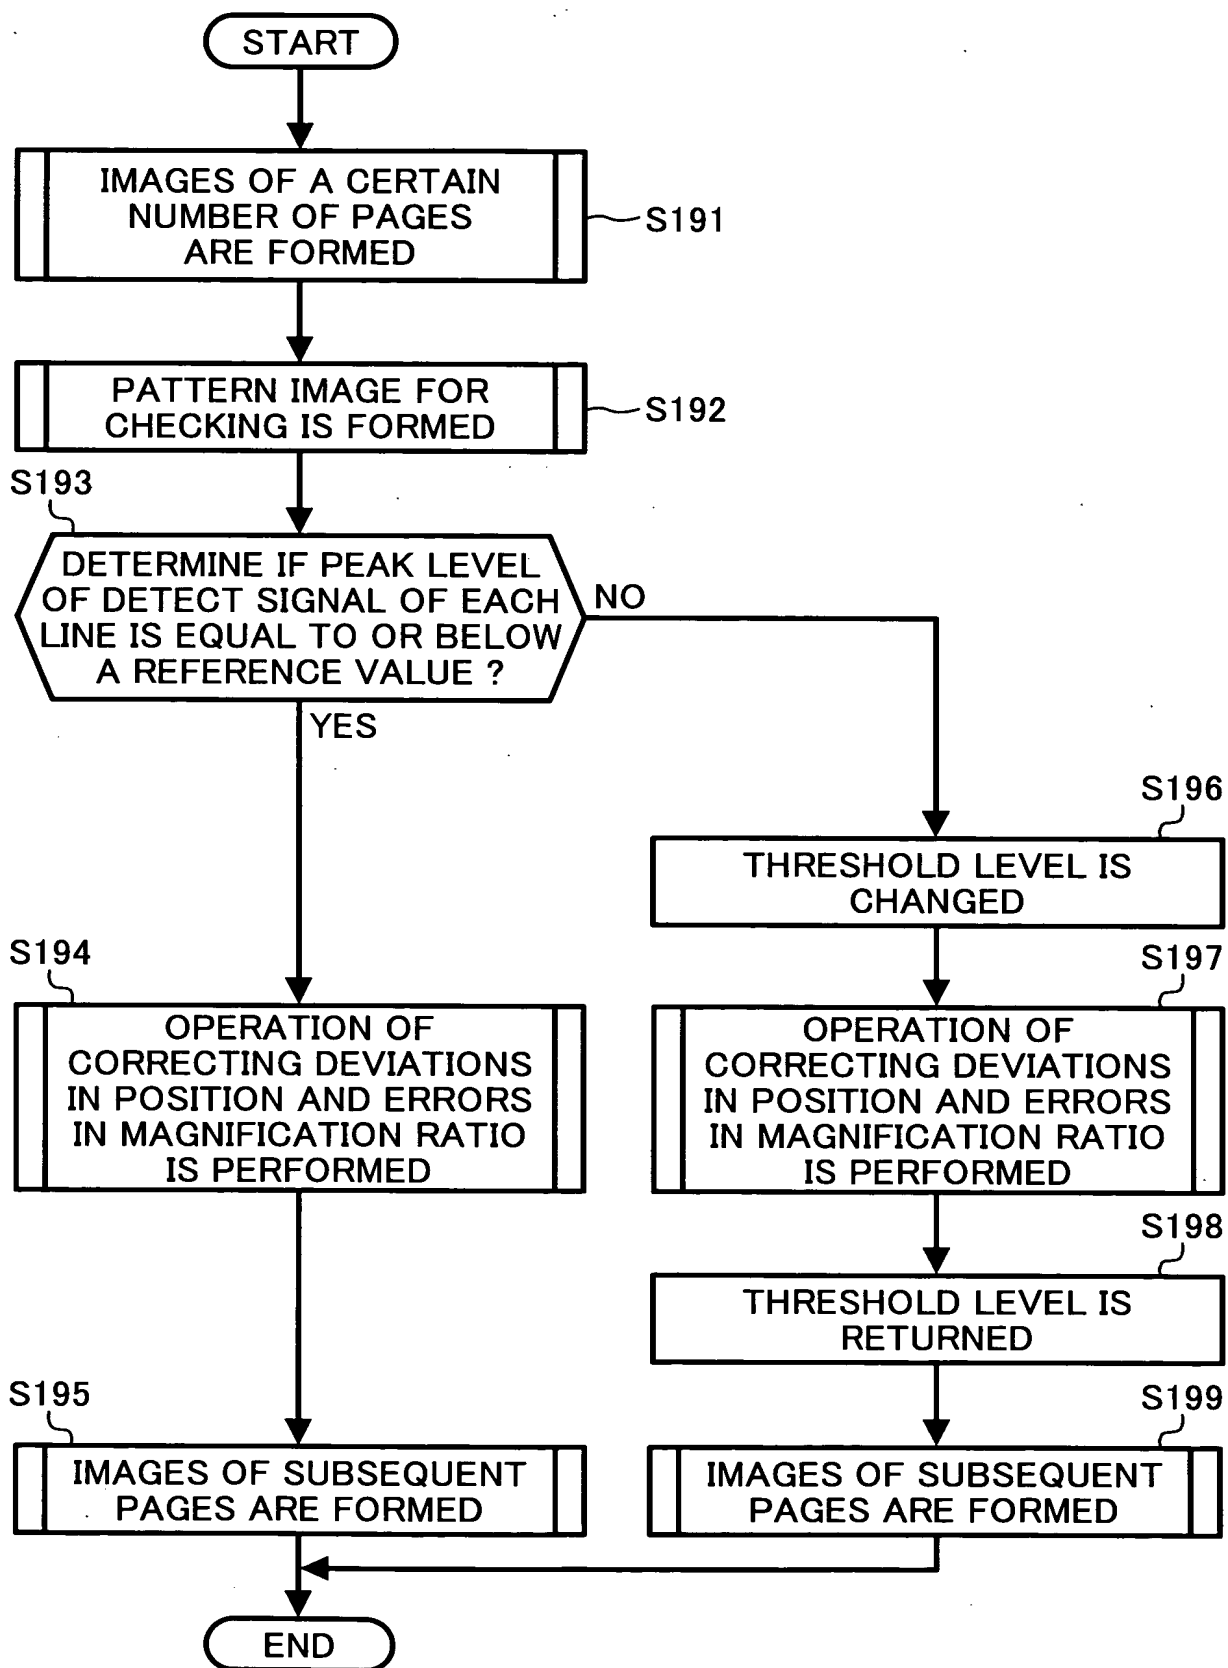 START
IMAGES OF A CERTAIN
NUMBER OF PAGES
ARE FORMED
S191
PATTERN IMAGE FOR
CHECKING IS FORMED
S192
S193
DETERMINE IF PEAK LEVEL
OF DETECT SIGNAL OF EACH
LINE IS EQUAL TO OR BELOW
A REFERENCE VALUE ?
NO
YES
S194
OPERATION OF
CORRECTING DEVIATIONS
IN POSITION AND ERRORS
IN MAGNIFICATION RATIO
IS PERFORMED
S195
IMAGES OF SUBSEQUENT
PAGES ARE FORMED
S196
THRESHOLD LEVEL IS
CHANGED
S197
OPERATION OF
CORRECTING DEVIATIONS
IN POSITION AND ERRORS
IN MAGNIFICATION RATIO
IS PERFORMED
S198
THRESHOLD LEVEL IS
RETURNED
S199
IMAGES OF SUBSEQUENT
PAGES ARE FORMED
END